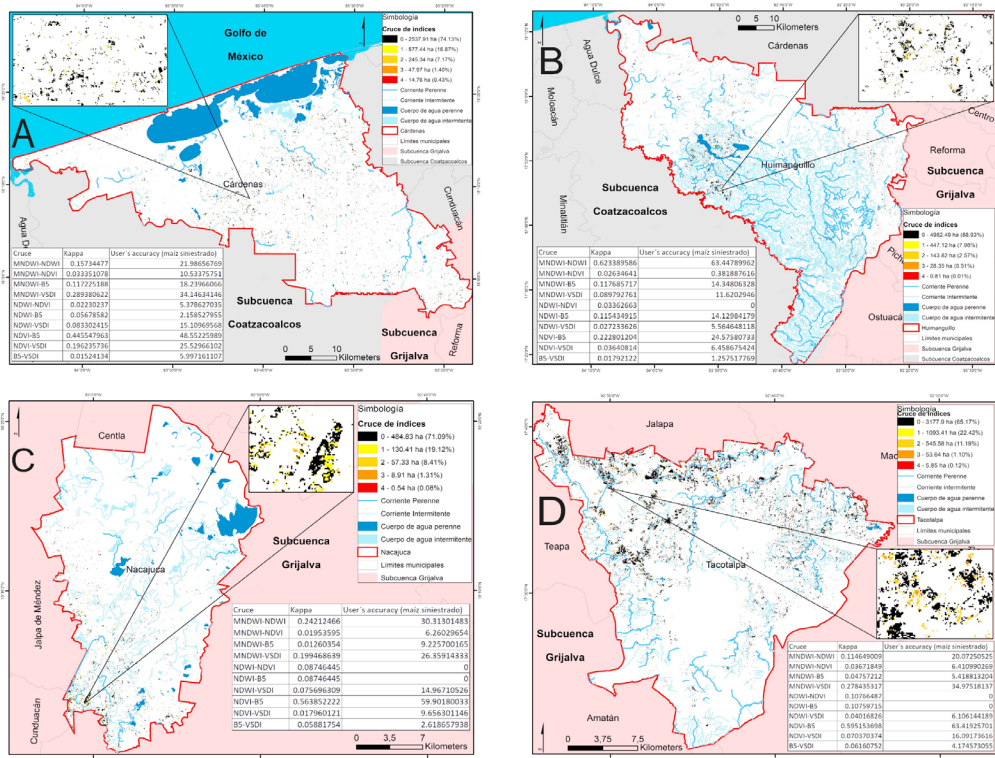 A
Golfo de
México
Cárdenas
Cunduacán
Agua D
Subcuenca
Coatzacoalcos
Subcuenca
Grijalva
Reforma
0 5 10
Kilometers
Simbología
Cruce de índices
0 - 2537.91 ha (74.13%)
1 - 577.44 ha (16.87%)
2 - 245.34 ha (7.17%)
3 - 47.97 ha (1.40%)
4 - 14.76 ha (0.43%)
Corriente Perenne
Corriente Intermitente
Cuerpo de agua perenne
Cuerpo de agua intermitente
Cárdenas
Límites municipales
Subcuenca Grijalva
Subcuenca Coatzacoalcos
Cruce Kappa User´s accuracy (maíz siniestrado)
MNDWI-NDWI 0.15734477 21.98656769
MNDWI-NDVI 0.033351078 10.53375751
MNDWI-B5 0.117225188 18.23966066
MNDWI-VSDI 0.289380622 34.14634146
NDWI-NDVI 0.02230237 5.378627035
NDWI-B5 0.05678582 2.158527955
NDWI-VSDI 0.083302415 15.10969568
NDVI-B5 0.445547963 48.55225989
NDVI-VSDI 0.196235736 25.52966102
B5-VSDI 0.01524134 5.997161107
B
0 5 10
Kilometers
Cárdenas
Agua Dulce
Moloacán
Minatitlán
Huimanguillo
Centro
Reforma
Subcuenca
Grijalva
Subcuenca
Coatzacoalcos
Ostuacá
Simbología
Cruce de índices
0 - 4982.49 ha (88.93%)
1 - 447.12 ha (7.98%)
2 - 143.82 ha (2.57%)
3 - 28.35 ha (0.51%)
4 - 0.81 ha (0.01%)
Corriente Perenne
Corriente Intermitente
Cuerpo de agua perenne
Cuerpo de agua intermitente
Huimanguillo
Límites municipales
Subcuenca Grijalva
Subcuenca Coatzacoalcos
Cruce Kappa User´s accuracy (maíz siniestrado)
MNDWI-NDWI 0.623389586 63.44789962
MNDWI-NDVI 0.02634641 0.381887616
MNDWI-B5 0.117685717 14.34806328
MNDWI-VSDI 0.089792761 11.6202946
NDWI-NDVI 0.03362663 0
NDWI-B5 0.115434915 14.12984179
NDWI-VSDI 0.027233626 5.564648118
NDVI-B5 0.222801204 24.57580733
NDVI-VSDI 0.03640814 6.458675424
B5-VSDI 0.01792122 1.257517769
C
Centla
Nacajuca
Jalpa de Méndez
Cunduacán
Subcuenca
Grijalva
Simbología
Cruce de índices
0 - 484.83 ha (71.09%)
1 - 130.41 ha (19.12%)
2 - 57.33 ha (8.41%)
3 - 8.91 ha (1.31%)
4 - 0.54 ha (0.08%)
Corriente Perenne
Corriente Intermitente
Cuerpo de agua perenne
Cuerpo de agua intermitente
Nacajuca
Límites municipales
Subcuenca Grijalva
Cruce Kappa User´s accuracy (maíz siniestrado)
MNDWI-NDWI 0.24212466 30.31301483
MNDWI-NDVI 0.01953595 6.26029654
MNDWI-B5 0.01260354 9.225700165
MNDWI-VSDI 0.199468639 26.35914333
NDWI-NDVI 0.08746445 0
NDWI-B5 0.08746445 0
NDWI-VSDI 0.075696309 14.96710526
NDVI-B5 0.563852222 59.90180033
NDVI-VSDI 0.017960121 9.656301146
B5-VSDI 0.05881754 2.618657938
0 3,5 7
Kilometers
D
Jalapa
Teapa
Tacotalpa
Subcuenca
Grijalva
Amatán
0 3,75 7,5
Kilometers
Simbología
Cruce de índices
0 - 3177.9 ha (65.17%)
1 - 1093.41 ha (22.42%)
2 - 545.58 ha (11.19%)
3 - 53.64 ha (1.10%)
4 - 5.85 ha (0.12%)
Corriente Perenne
Corriente intermitente
Cuerpo de agua perenne
Cuerpo de agua intermitente
Tacotalpa
Límites municipales
Subcuenca Grijalva
Cruce Kappa User´s accuracy (maíz siniestrado)
MNDWI-NDWI 0.114649009 20.07250525
MNDWI-NDVI 0.03671849 6.410990269
MNDWI-B5 0.04757212 5.418813204
MNDWI-VSDI 0.278435317 34.97518137
NDWI-NDVI 0.10766487 0
NDWI-B5 0.10759715 0
NDWI-VSDI 0.04016826 6.106144189
NDVI-B5 0.595153698 63.41925701
NDVI-VSDI 0.070370374 16.09173616
B5-VSDI 0.06160752 4.174573055